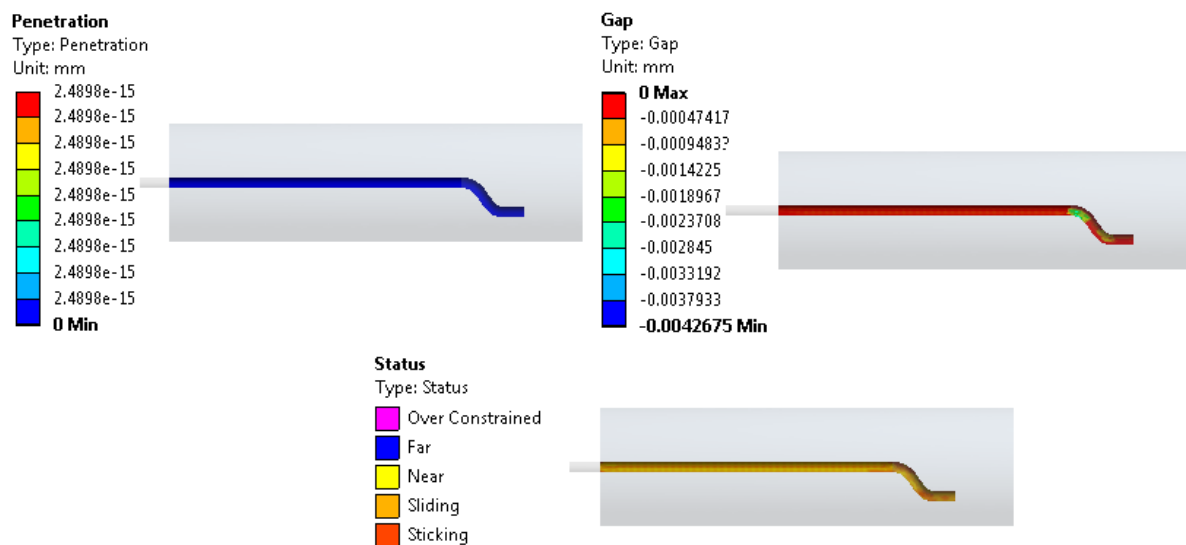 Penetration
Type: Penetration
Unit: mm
2.4898e-15
2.4898e-15
2.4898e-15
2.4898e-15
2.4898e-15
2.4898e-15
2.4898e-15
2.4898e-15
2.4898e-15
0 Min
Gap
Type: Gap
Unit: mm
0 Max
-0.00047417
-0.00094833
-0.0014225
-0.0018967
-0.0023708
-0.002845
-0.0033192
-0.0037933
-0.0042675 Min
Status
Type: Status
Over Constrained
Far
Near
Sliding
Sticking